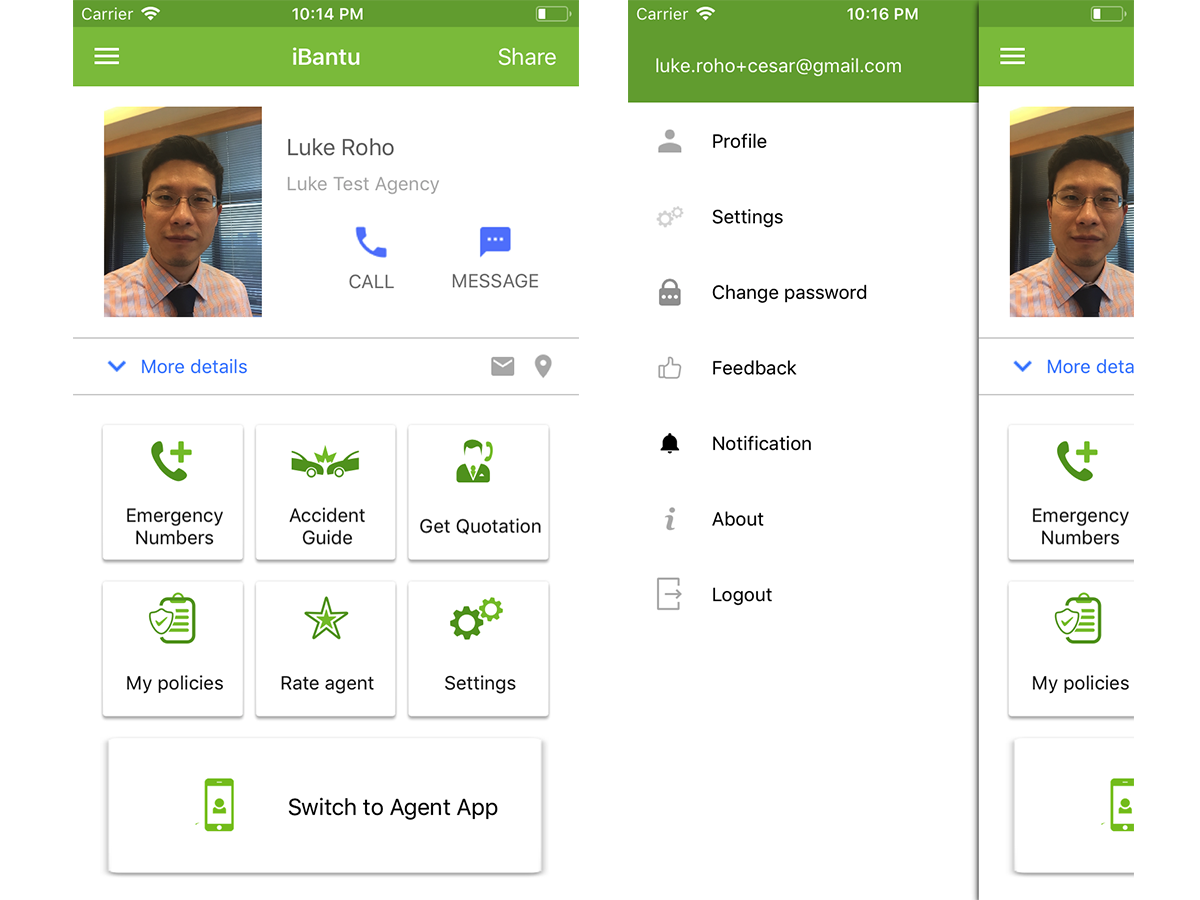 Carrier 10:14 PM
iBantu Share
Luke Roho
Luke Test Agency
CALL MESSAGE
More details
Emergency
Numbers
Accident
Guide
Get Quotation
My policies
Rate agent
Settings
Switch to Agent App
Carrier 10:16 PM
luke.roho+cesar@gmail.com
Profile
Settings
Change password
Feedback
Notification
About
Logout
More deta
Emergency
Numbers
My policies